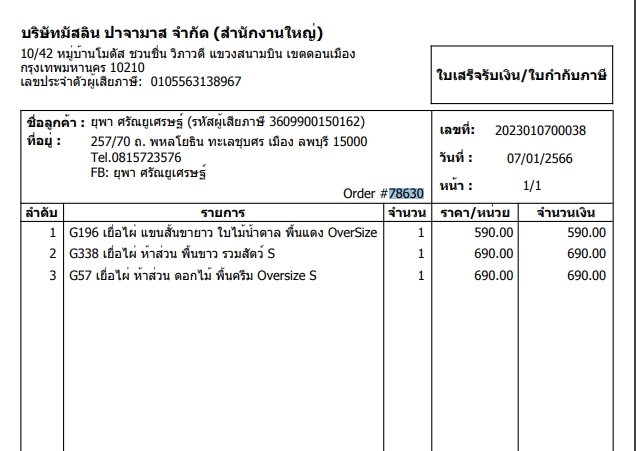 บริษัทมัสลิน ปาจามาส จำกัด (สำนักงานใหญ่)
10/42 หมู่บ้านโมดัส ชวนชื่น วิภาวดี แขวงสนามบิน เขตดอนเมือง
กรุงเทพมหานคร 10210
เลขประจำตัวผู้เสียภาษี: 0105563138967
ใบเสร็จรับเงิน/ใบกำกับภาษี
ชื่อลูกค้า : ยุพา ศรัณยูเศรษฐ์ (รหัสผู้เสียภาษี 3609900150162)
ที่อยู่ : 257/70 ถ. พหลโยธิน ทะเลชุบศร เมือง ลพบุรี 15000
Tel.0815723576
FB: ยุพา ศรัณยูเศรษฐ์
Order #78630
เลขที่: 2023010700038
วันที่ : 07/01/2566
หน้า : 1/1
ลำดับ รายการ จำนวน ราคา/หน่วย จำนวนเงิน
1 G196 เยื่อไผ่ แขนสั้นขายาว ใบไม้น้ำตาล พื้นแดง OverSize 1 590.00 590.00
2 G338 เยื่อไผ่ ห้าส่วน พื้นขาว รวมสัตว์ S 1 690.00 690.00
3 G57 เยื่อไผ่ ห้าส่วน ดอกไม้ พื้นครีม Oversize S 1 690.00 690.00